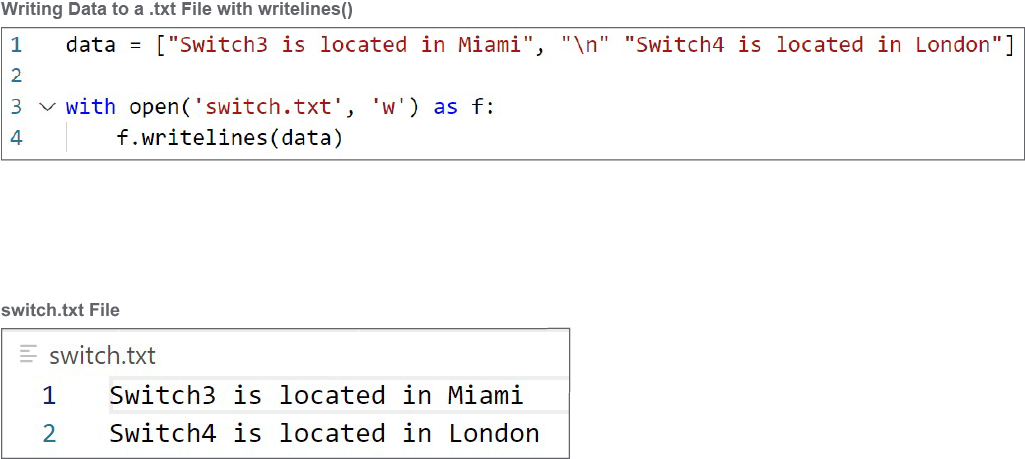 Writing Data to a .txt File with writelines()
1 data = ["Switch3 is located in Miami", "\n" "Switch4 is located in London"]
2
3 with open('switch.txt', 'w') as f:
4 f.writelines(data)
switch.txt File
switch.txt
1 Switch3 is located in Miami
2 Switch4 is located in London